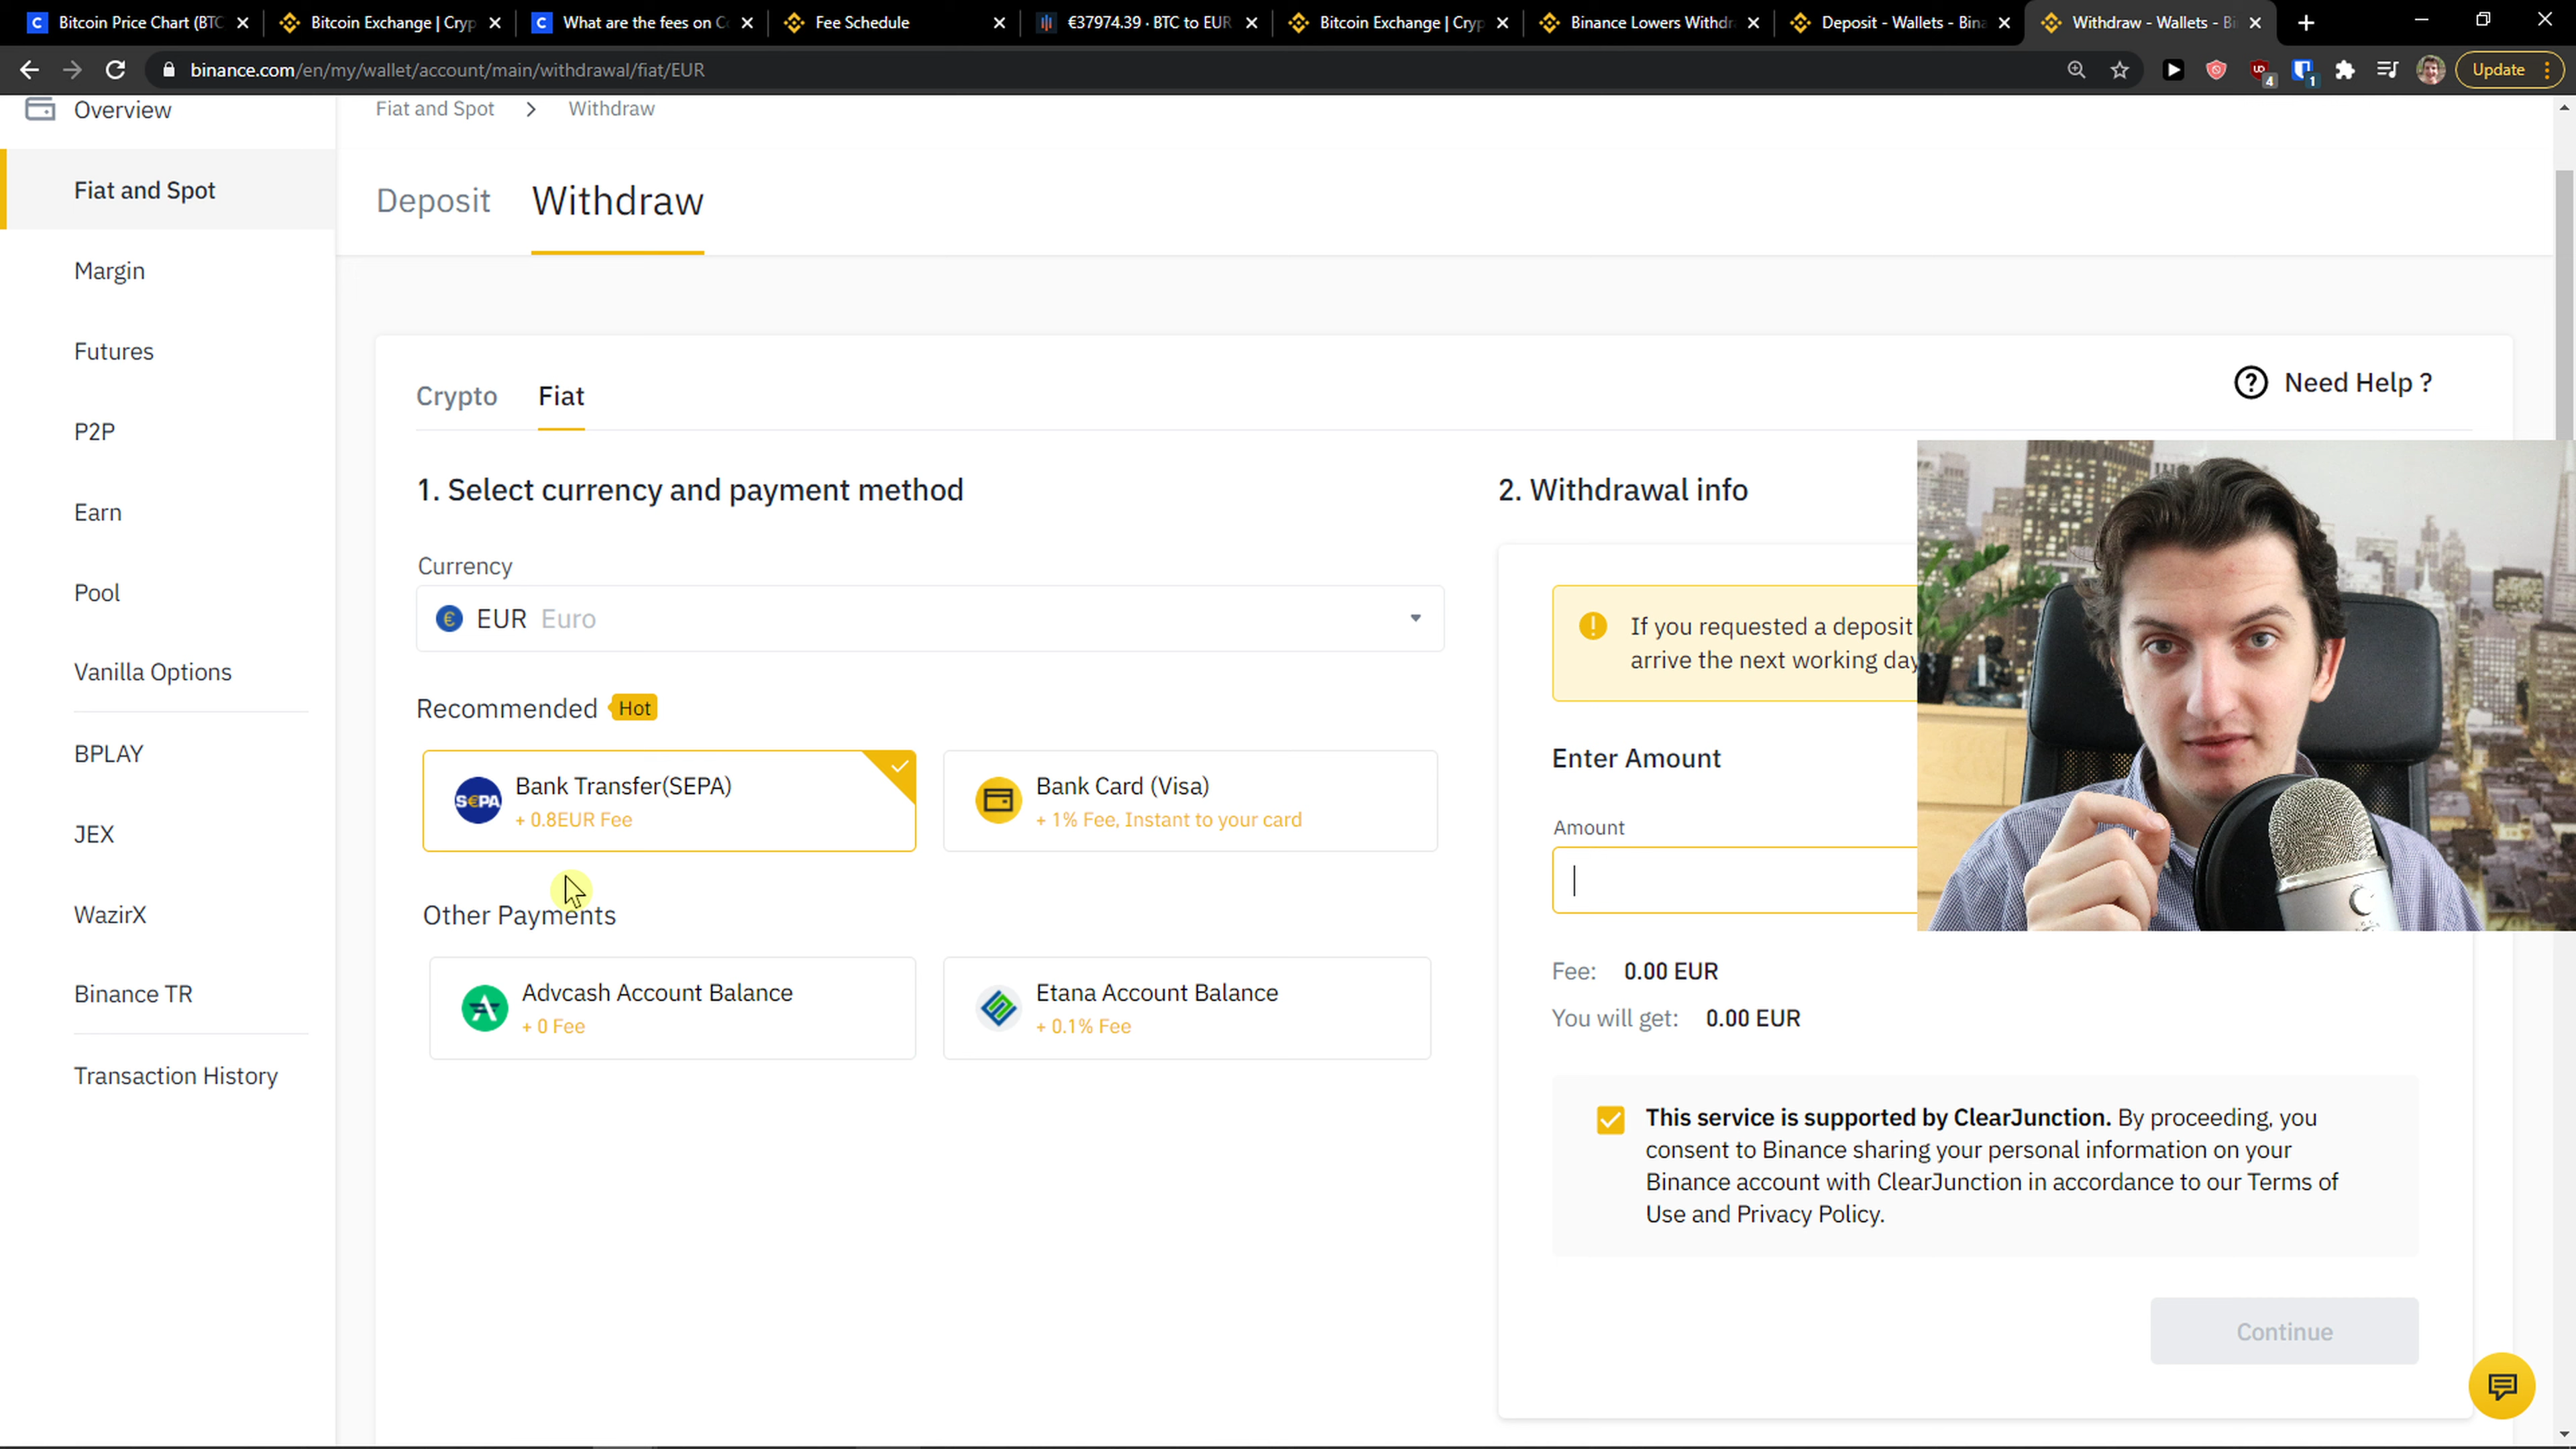 Bitcoin Price Chart (BTC
Bitcoin Exchange | Cryp
What are the fees on Co
Fee Schedule
€37974.39 · BTC to EUR
Bitcoin Exchange | Cryp
Binance Lowers Withdr
Deposit - Wallets - Bina
Withdraw - Wallets - Bi
binance.com/en/my/wallet/account/main/withdrawal/fiat/EUR
4
1
Update
Overview
Fiat and Spot
Margin
Futures
P2P
Earn
Pool
Vanilla Options
BPLAY
JEX
WazirX
Binance TR
Transaction History
Fiat and Spot > Withdraw
Deposit
Withdraw
Crypto
Fiat
Need Help ?
1. Select currency and payment method
Currency
EUR Euro
Recommended
Hot
SEPA
Bank Transfer(SEPA)
+ 0.8EUR Fee
Bank Card (Visa)
+ 1% Fee, Instant to your card
Other Payments
Advcash Account Balance
+ 0 Fee
Etana Account Balance
+ 0.1% Fee
2. Withdrawal info
If you requested a deposit
arrive the next working day
Enter Amount
Amount
Fee: 0.00 EUR
You will get: 0.00 EUR
This service is supported by ClearJunction. By proceeding, you
consent to Binance sharing your personal information on your
Binance account with ClearJunction in accordance to our Terms of
Use and Privacy Policy.
Continue